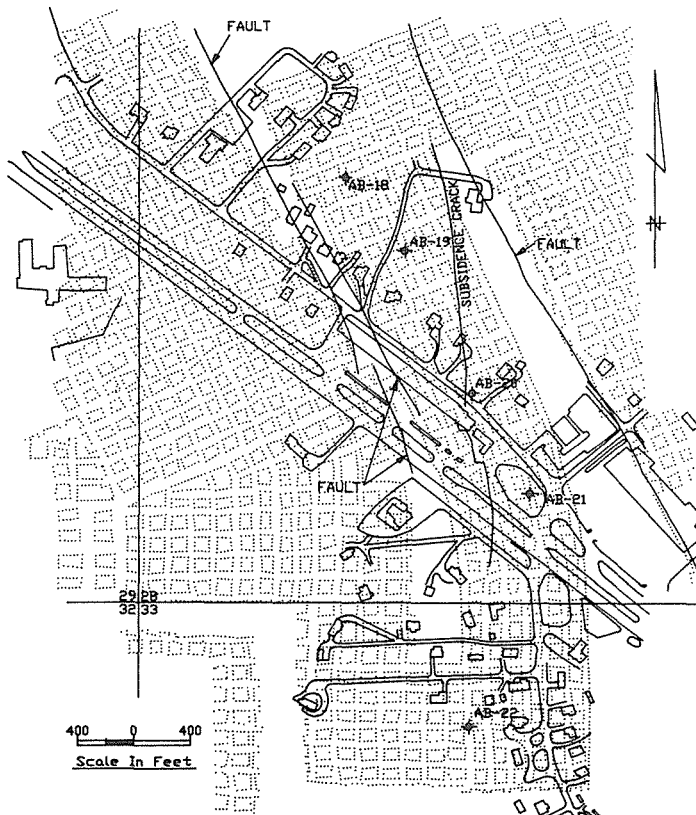 FAULT
AB-18
AB-19
SUBSIDENCE CRACK
FAULT
N
AB-20
FAULT
AB-21
29 28
32 33
AB-22
400 0 400
Scale In Feet